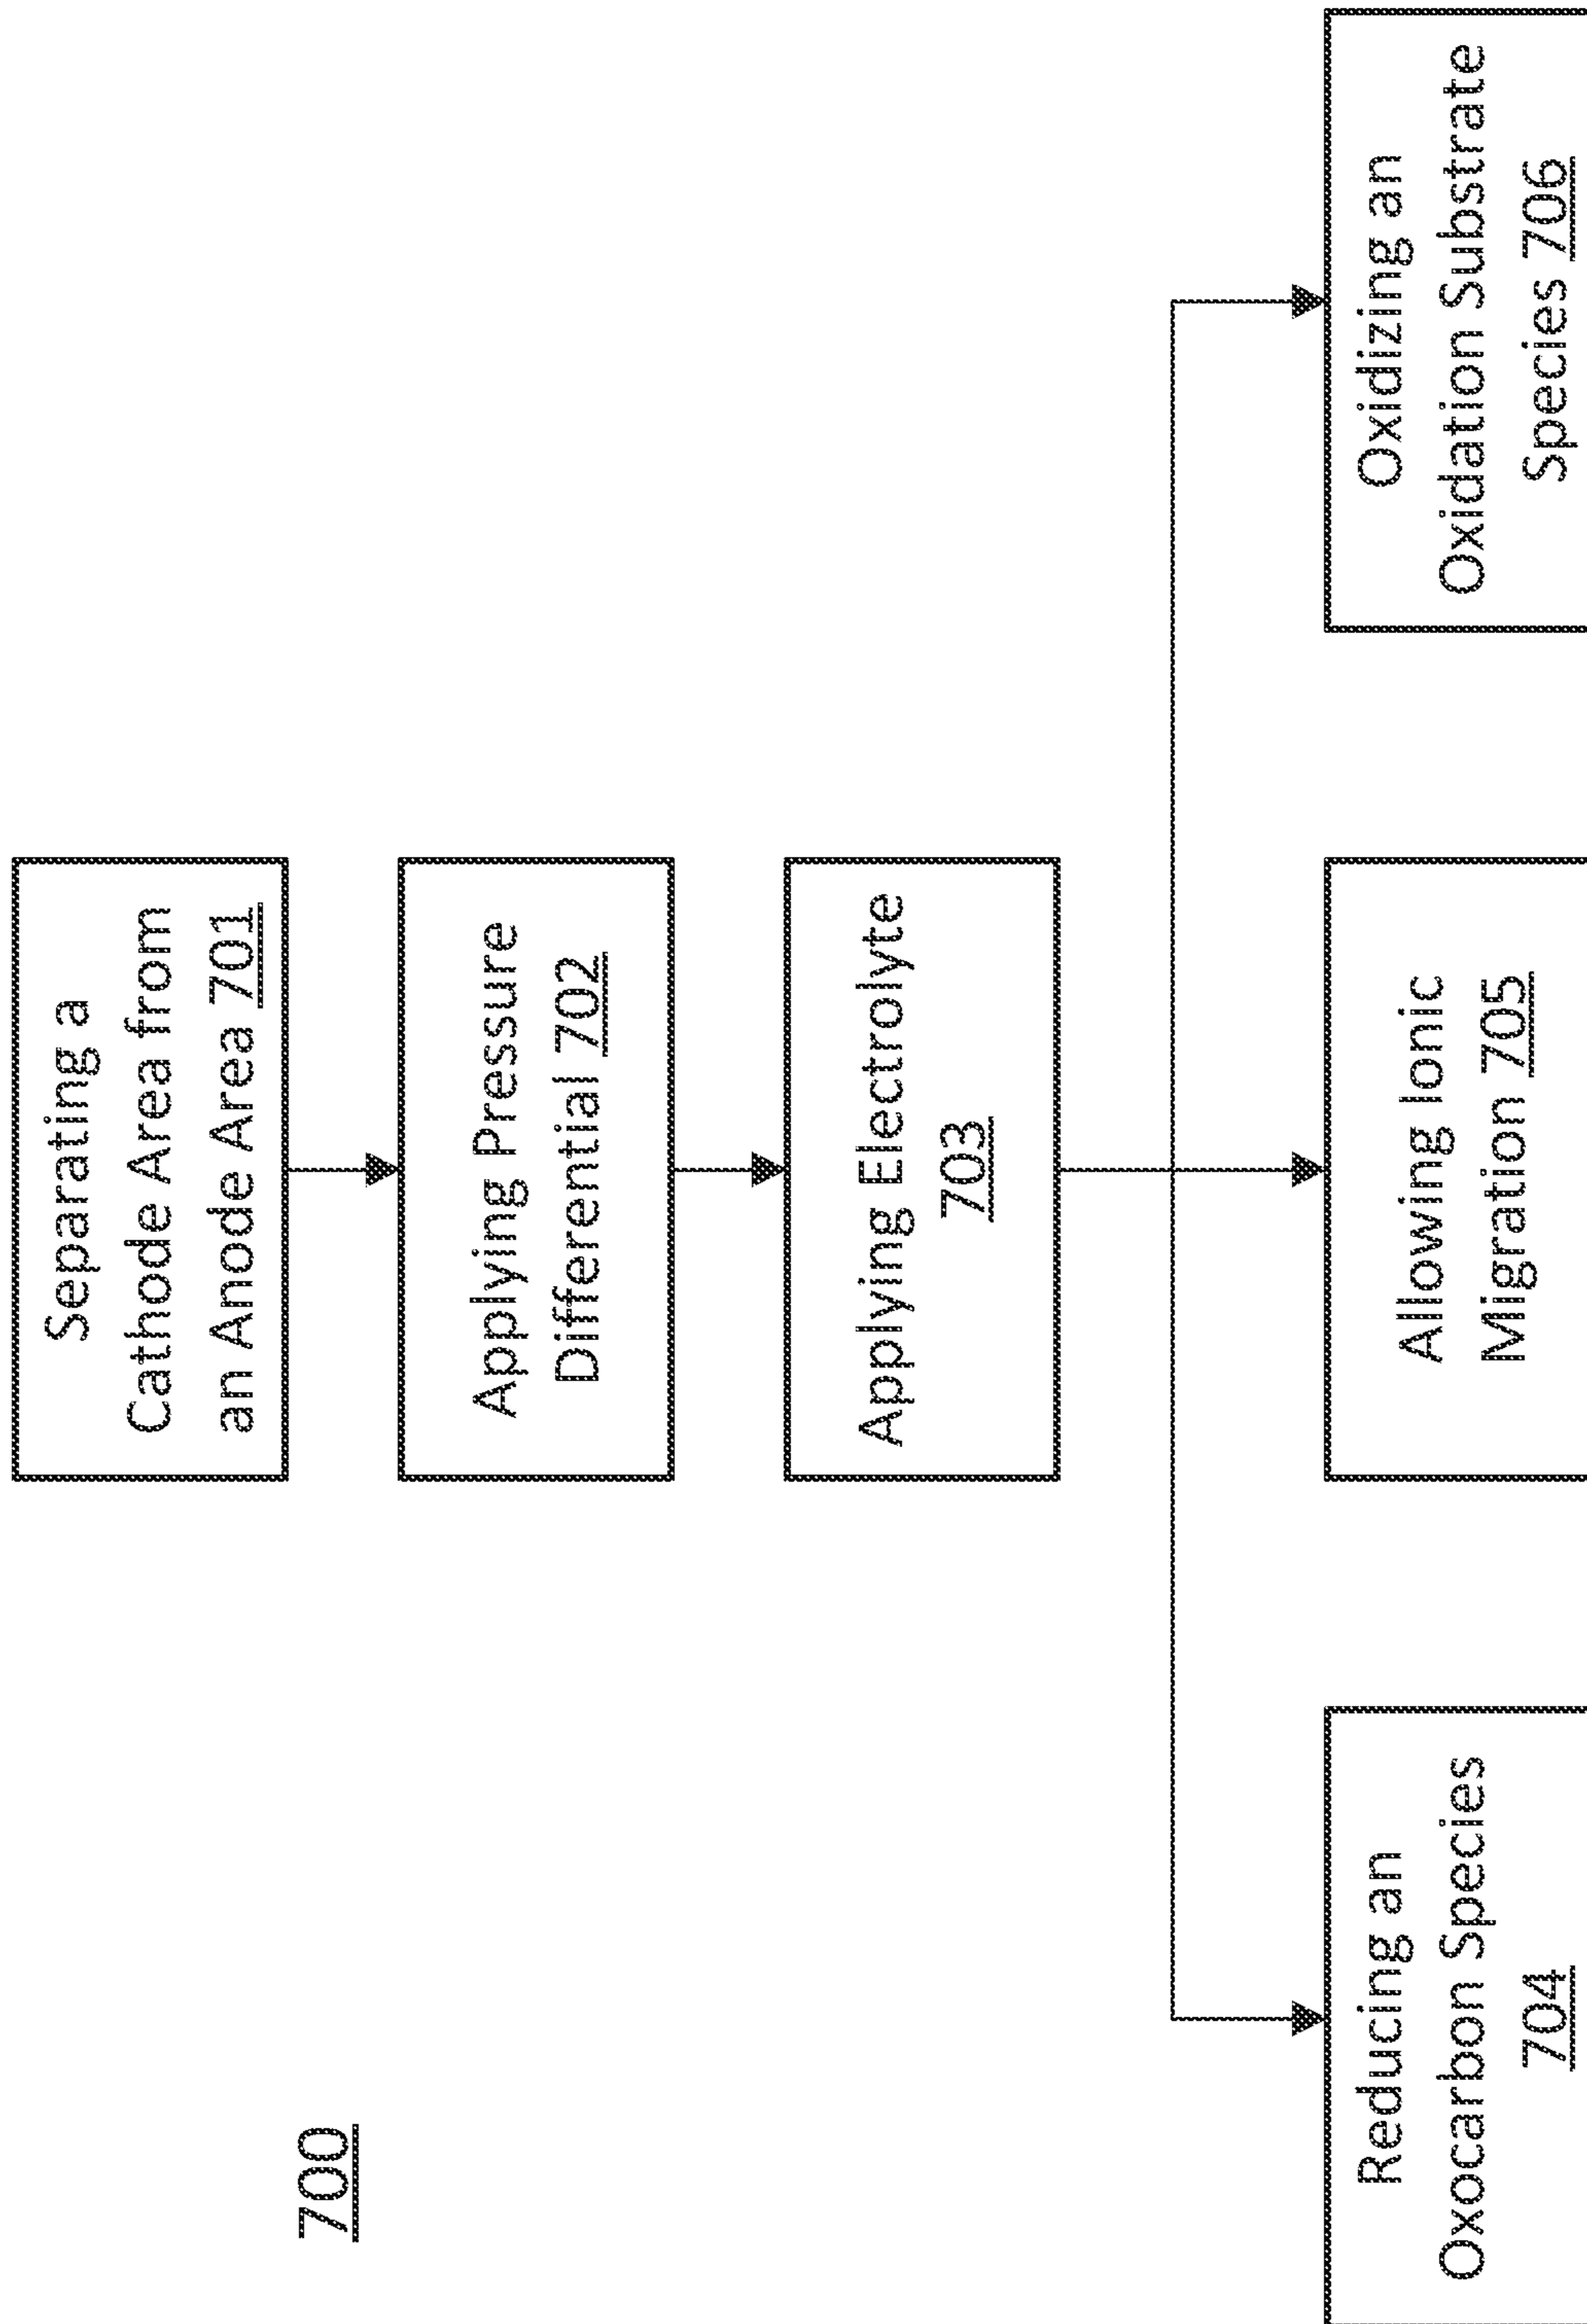 700
Separating a
Cathode Area from
an Anode Area 701
Applying Pressure
Differential 702
Applying Electrolyte
703
Reducing an
Oxocarbon Species
704
Allowing Ionic
Migration 705
Oxidizing an
Oxidation Substrate
Species 706